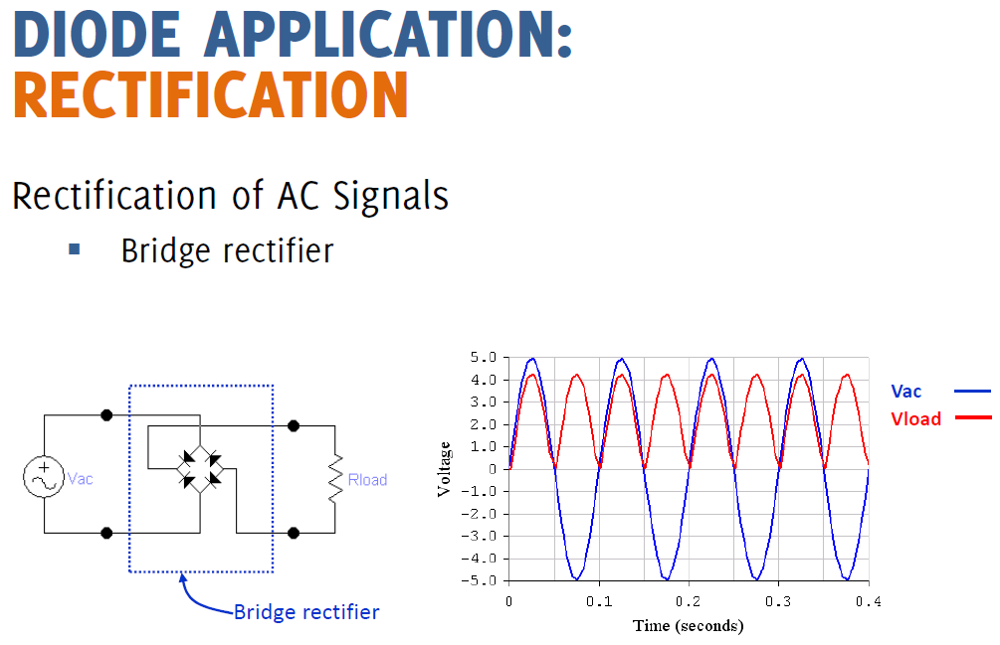 DIODE APPLICATION:
RECTIFICATION
Rectification of AC Signals
▪ Bridge rectifier
Vac
Rload
Bridge rectifier
Voltage
5.0
4.0
3.0
2.0
1.0
0
-1.0
-2.0
-3.0
-4.0
-5.0
0 0.1 0.2 0.3 0.4
Time (seconds)
Vac
Vload